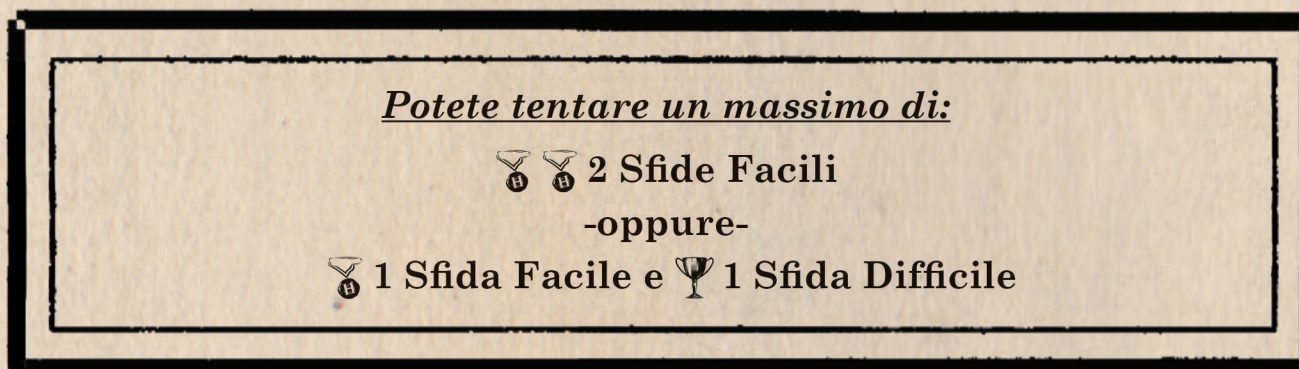 Potete tentare un massimo di:
2 Sfide Facili
-oppure-
1 Sfida Facile e 1 Sfida Difficile